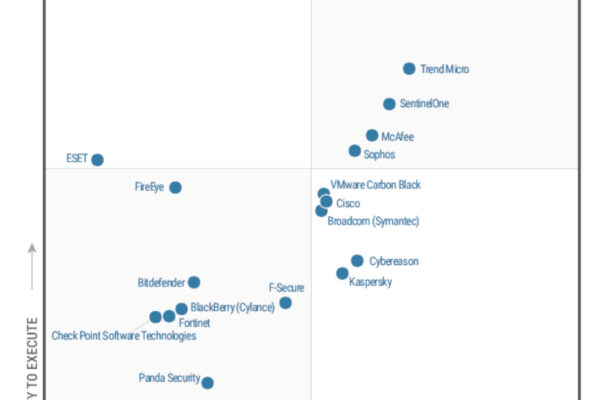 Trend Micro
SentinelOne
McAfee
Sophos
ESET
FireEye
VMware Carbon Black
Cisco
Broadcom (Symantec)
Cybereason
Kaspersky
Bitdefender
F-Secure
BlackBerry (Cylance)
Fortinet
Check Point Software Technologies
Panda Security
TO EXECUTE